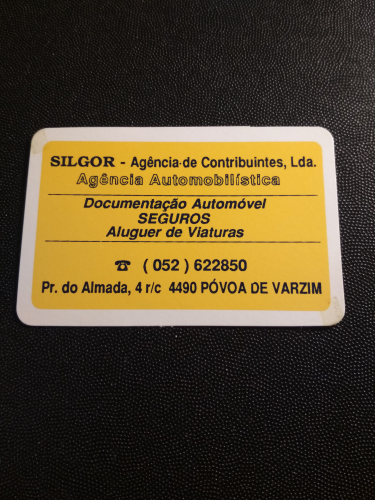 SILGOR - Agência de Contribuintes, Lda.
Agência Automobilística
Documentação Automóvel
SEGUROS
Aluguer de Viaturas
☎ ( 052 ) 622850
Pr. do Almada, 4 r/c 4490 PÓVOA DE VARZIM